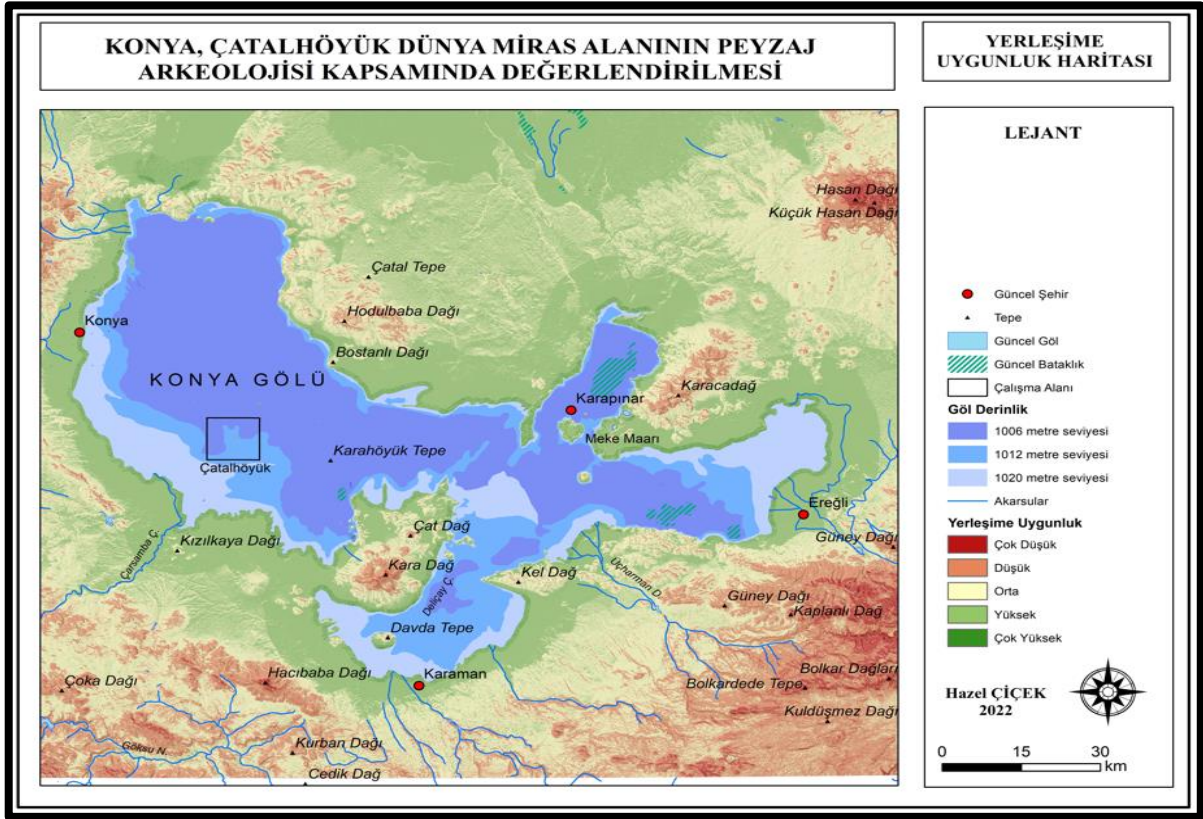 KONYA, ÇATALHÖYÜK DÜNYA MİRAS ALANININ PEYZAJ
ARKEOLOJİSİ KAPSAMINDA DEĞERLENDİRİLMESİ
YERLEŞİME
UYGUNLUK HARİTASI
Hasan Dağı
Küçük Hasan Dağı
Çatal Tepe
Hodulbaba Dağı
Konya
Bostanlı Dağı
KONYA GÖLÜ
Karacadağ
Karapınar
Meke Maarı
Karahöyük Tepe
Çatalhöyük
Ereğli
Çat Dağ
Güney Dağı
Kızılkaya Dağı
Çarşamba Ç.
Kara Dağ
Kel Dağ
Üçharman D.
Deliçay Ç.
Güney Dağı
Kaplanlı Dağ
Davda Tepe
Bolkar Dağları
Hacıbaba Dağı
Karaman
Çoka Dağı
Bolkardede Tepe
Kuldüşmez Dağı
Göksu N.
Kurban Dağı
Cedik Dağ
LEJANT
Güncel Şehir
Tepe
Güncel Göl
Güncel Bataklık
Çalışma Alanı
Göl Derinlik
1006 metre seviyesi
1012 metre seviyesi
1020 metre seviyesi
Akarsular
Yerleşime Uygunluk
Çok Düşük
Düşük
Orta
Yüksek
Çok Yüksek
Hazel ÇİÇEK
2022
0 15 30
km